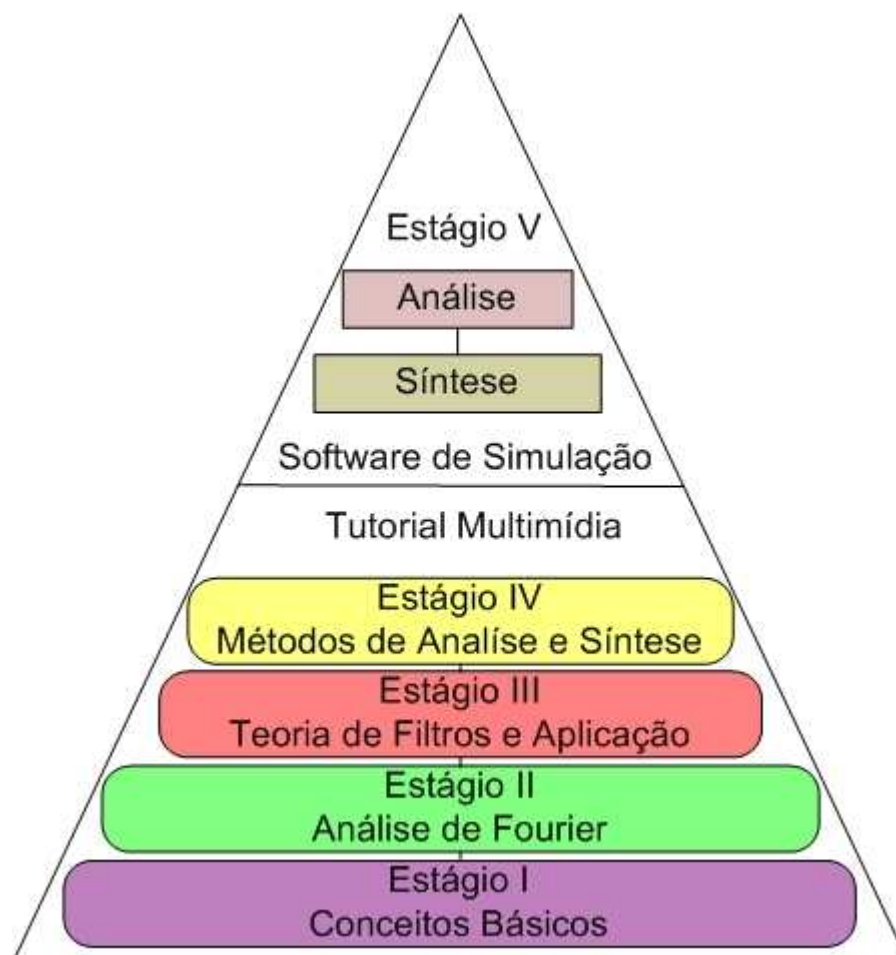 Estágio V
Análise
Síntese
Software de Simulação
Tutorial Multimídia
Estágio IV
Métodos de Analíse e Síntese
Estágio III
Teoria de Filtros e Aplicação
Estágio II
Análise de Fourier
Estágio I
Conceitos Básicos